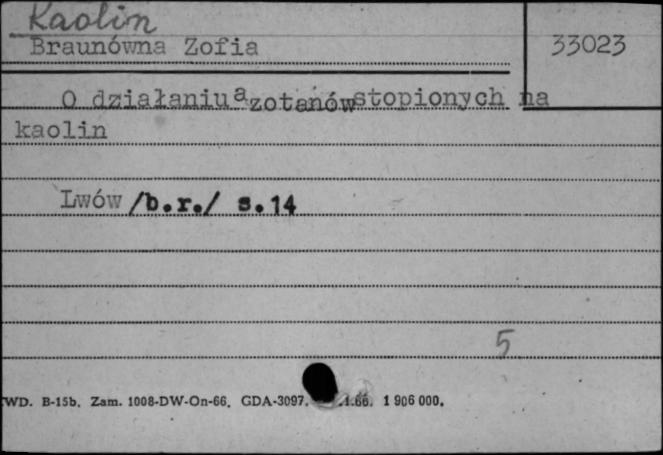 Kaolin
Braunówna Zofia 33023
O działaniu azotanów stopionych na
kaolin
Lwów /b.r./ s.14
5
WD. B-15b. Zam. 1008-DW-On-66. GDA-3097. .1.66. 1 906 000.